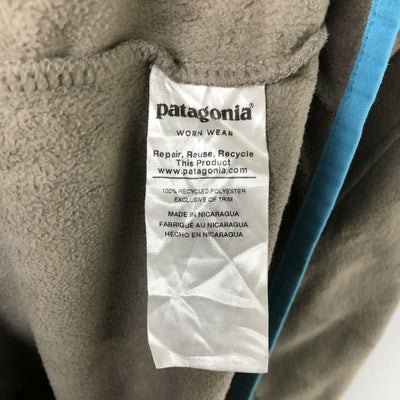 patagonia®
WORN WEAR
Repair, Reuse, Recycle
This Product
www.patagonia.com
100% RECYCLED POLYESTER
EXCLUSIVE OF TRIM
MADE IN NICARAGUA
FABRIQUÉ AU NICARAGUA
HECHO EN NICARAGUA